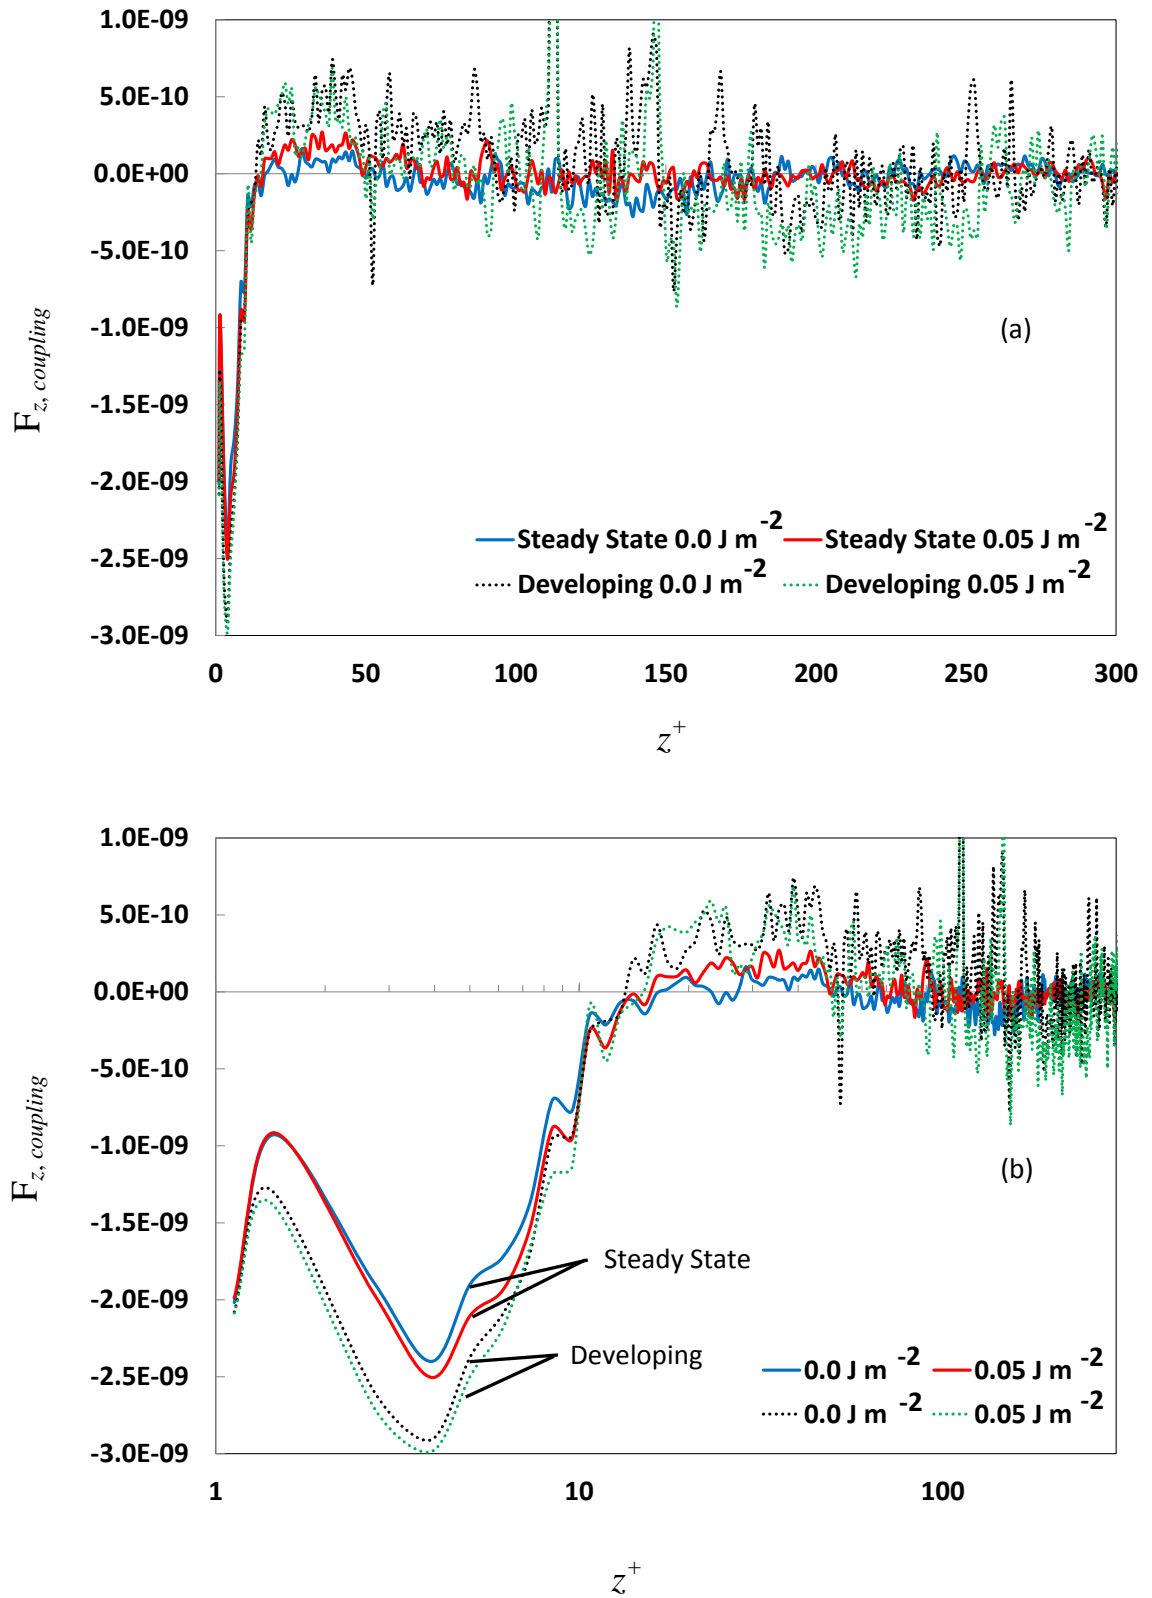 1.0E-09
5.0E-10
0.0E+00
-5.0E-10
-1.0E-09
-1.5E-09
-2.0E-09
-2.5E-09
-3.0E-09
F z, coupling
(a)
Steady State 0.0 J m -2 Steady State 0.05 J m -2
Developing 0.0 J m -2 Developing 0.05 J m -2
0 50 100 150 200 250 300
z+
1.0E-09
5.0E-10
0.0E+00
-5.0E-10
-1.0E-09
-1.5E-09
-2.0E-09
-2.5E-09
-3.0E-09
F z, coupling
(b)
Steady State
Developing
0.0 J m -2 0.05 J m -2
0.0 J m -2 0.05 J m -2
1 10 100
z+